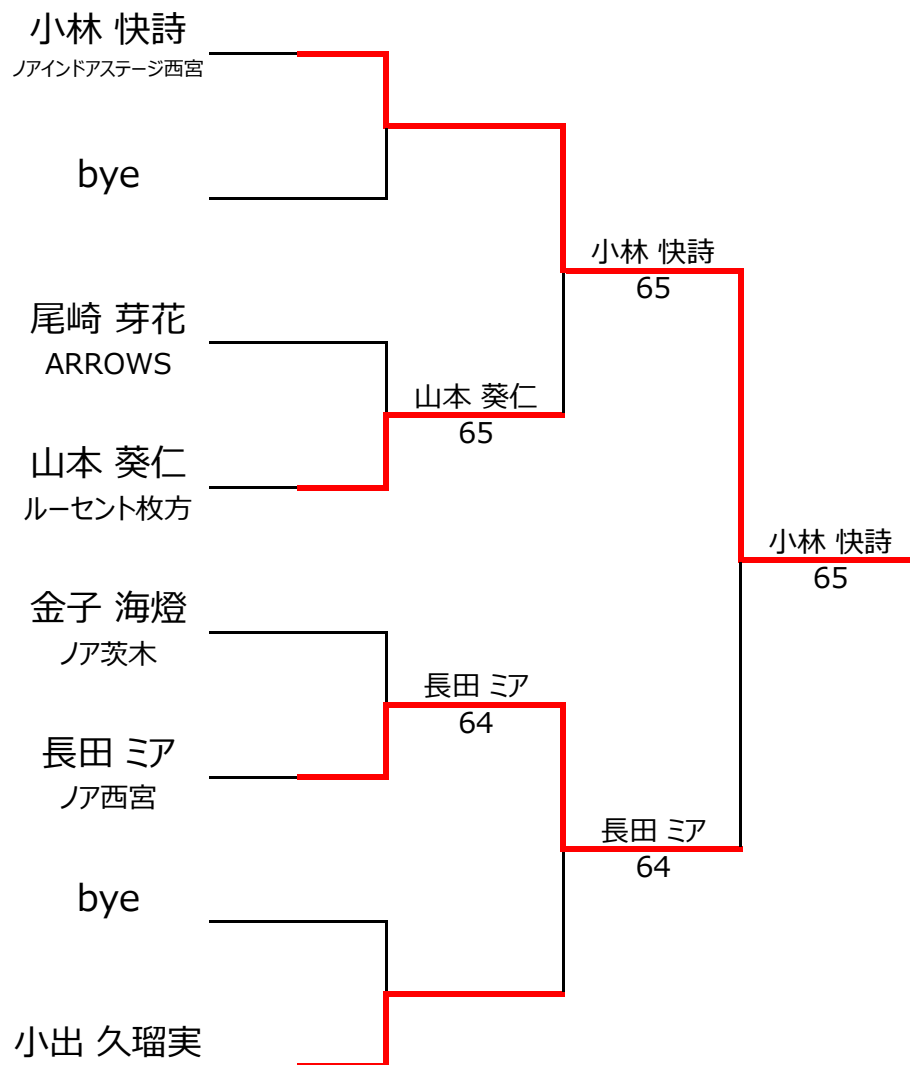 小林 快詩
ノアインドアステージ西宮
bye
小林 快詩
65
尾崎 芽花
ARROWS
山本 葵仁
65
山本 葵仁
ルーセント枚方
小林 快詩
65
金子 海燈
ノア茨木
長田 ミア
64
長田 ミア
ノア西宮
長田 ミア
64
bye
小出 久瑠実